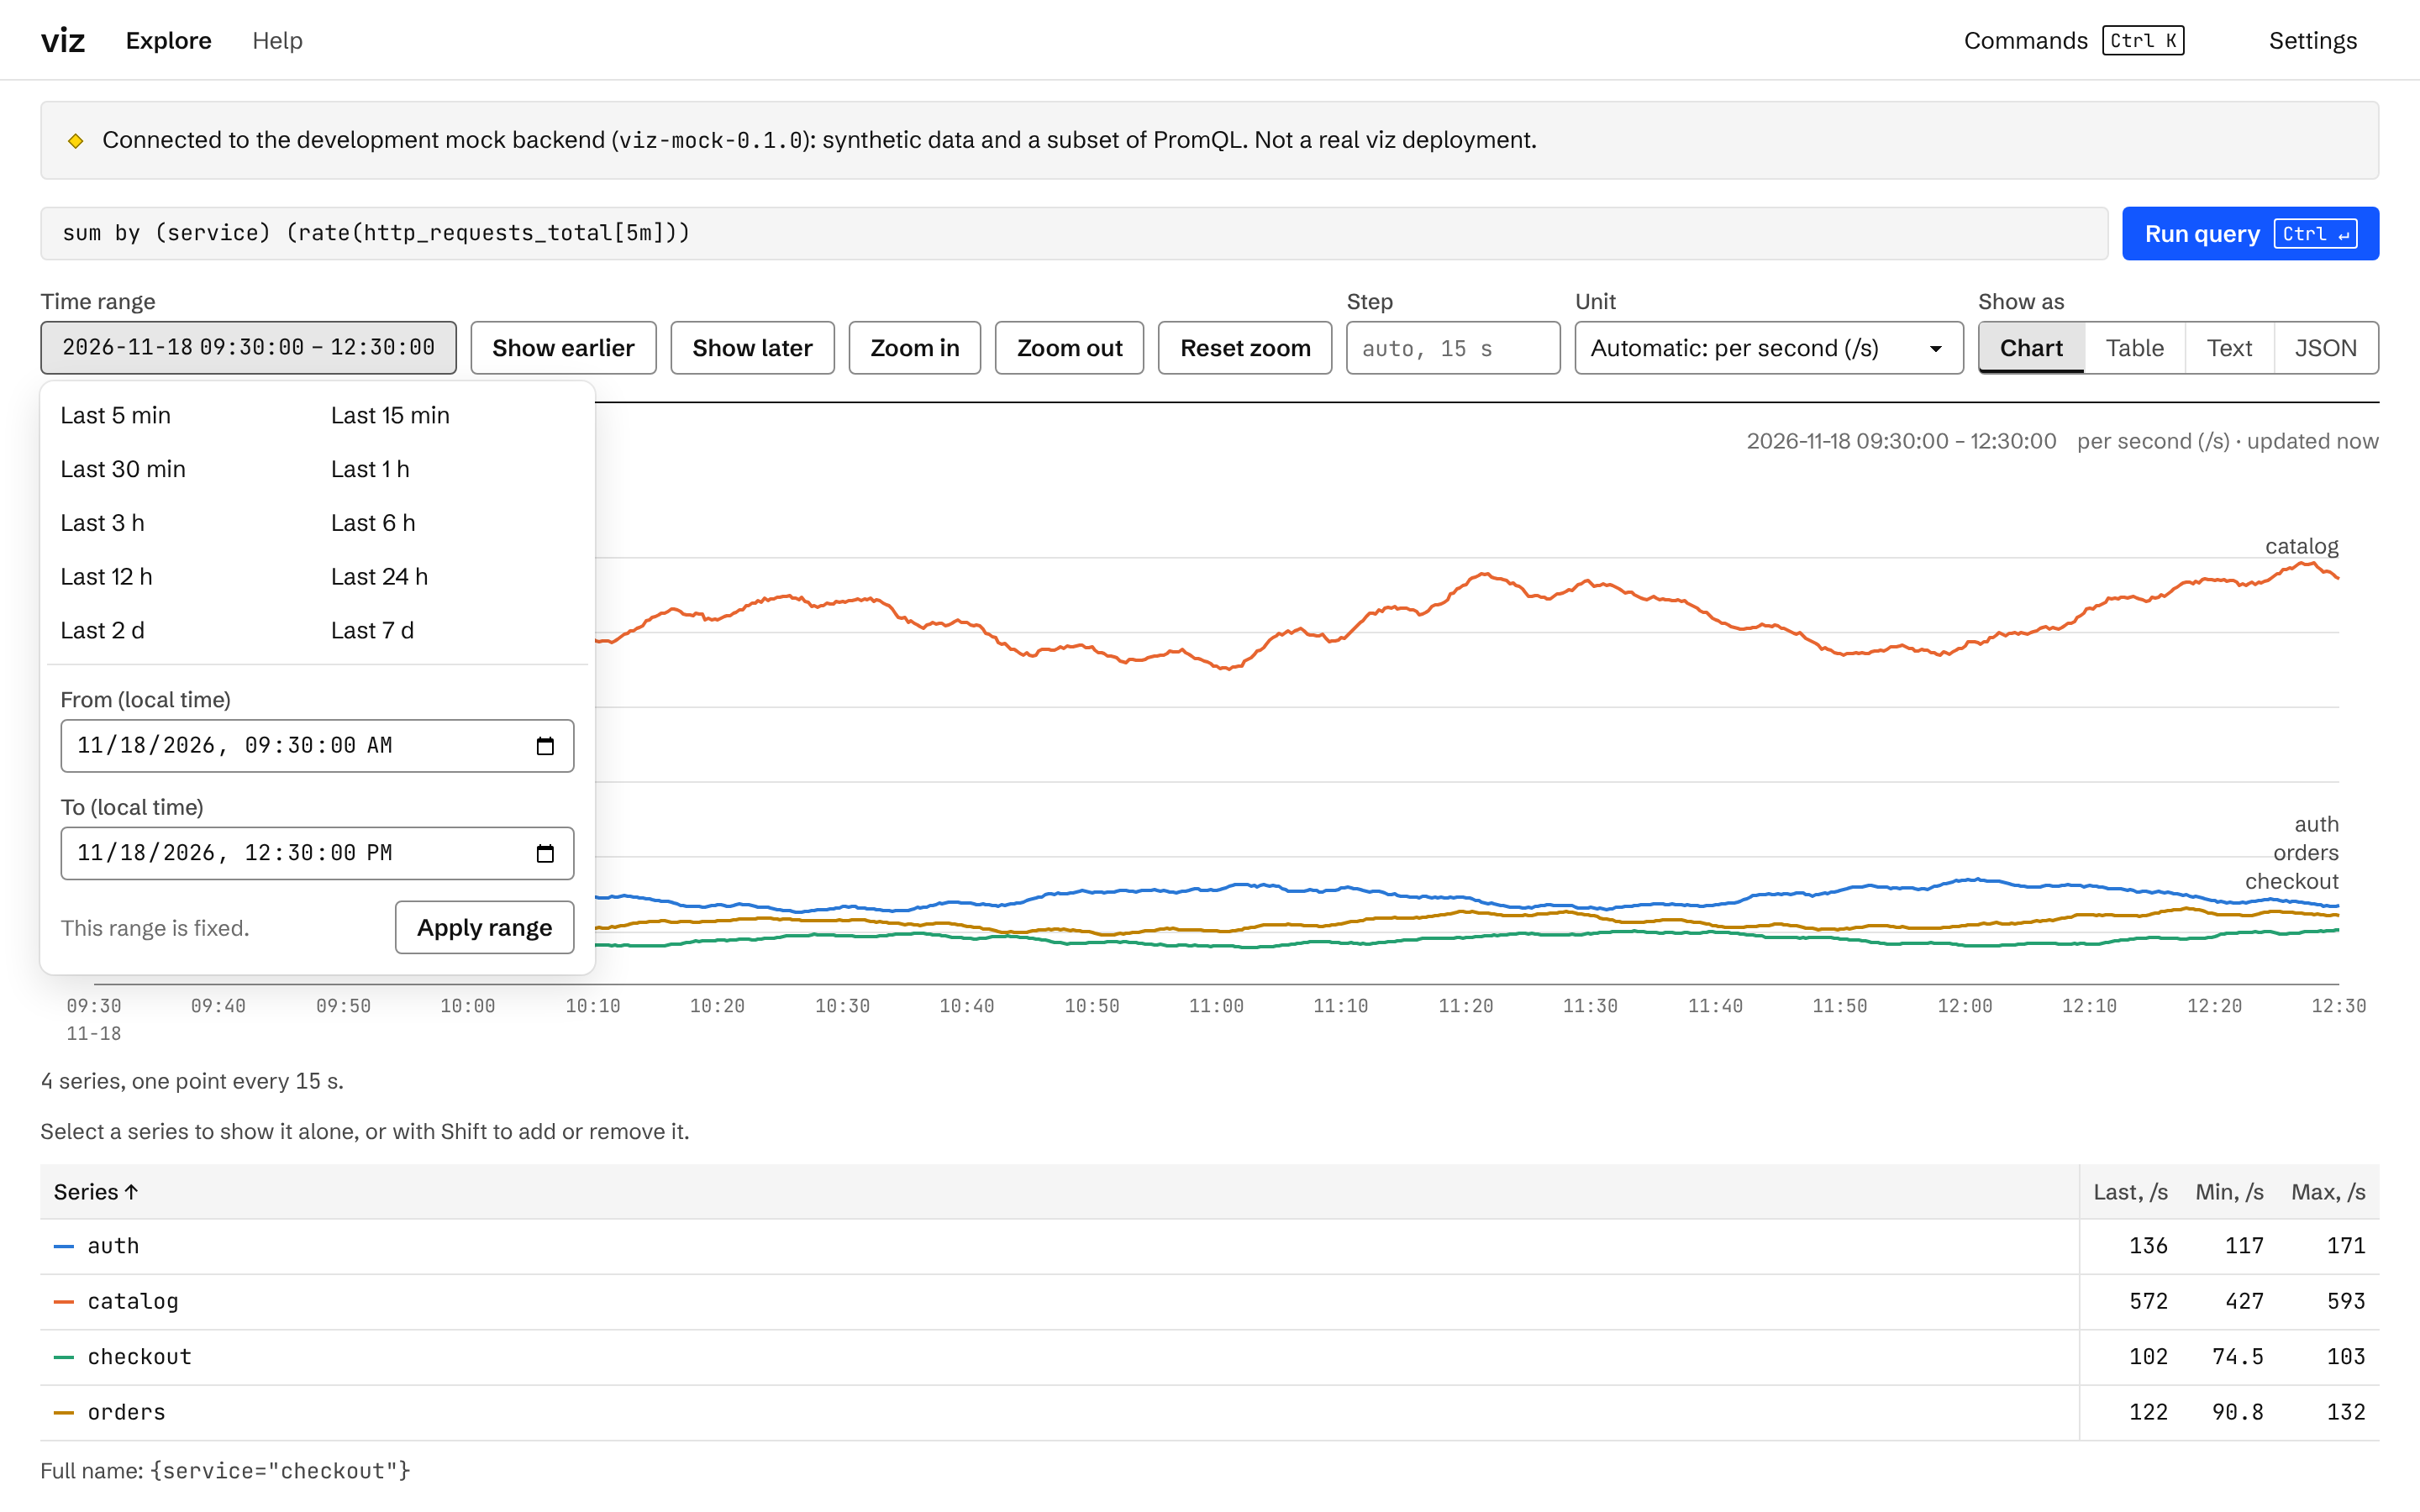 viz Explore Help Commands Ctrl K Settings
Connected to the development mock backend (viz-mock-0.1.0): synthetic data and a subset of PromQL. Not a real viz deployment.
sum by (service) (rate(http_requests_total[5m])) Run query Ctrl ↵
Time range Step Unit Show as
2026-11-18 09:30:00 – 12:30:00 Show earlier Show later Zoom in Zoom out Reset zoom auto, 15 s Automatic: per second (/s) Chart Table Text JSON
Last 5 min Last 15 min
Last 30 min Last 1 h
Last 3 h Last 6 h
Last 12 h Last 24 h
Last 2 d Last 7 d
From (local time)
11/18/2026, 09:30:00 AM
To (local time)
11/18/2026, 12:30:00 PM
This range is fixed. Apply range
2026-11-18 09:30:00 – 12:30:00 per second (/s) · updated now
catalog
auth
orders
checkout
09:30 09:40 09:50 10:00 10:10 10:20 10:30 10:40 10:50 11:00 11:10 11:20 11:30 11:40 11:50 12:00 12:10 12:20 12:30
11-18
4 series, one point every 15 s.
Select a series to show it alone, or with Shift to add or remove it.
Series ↑ Last, /s Min, /s Max, /s
auth 136 117 171
catalog 572 427 593
checkout 102 74.5 103
orders 122 90.8 132
Full name: {service="checkout"}